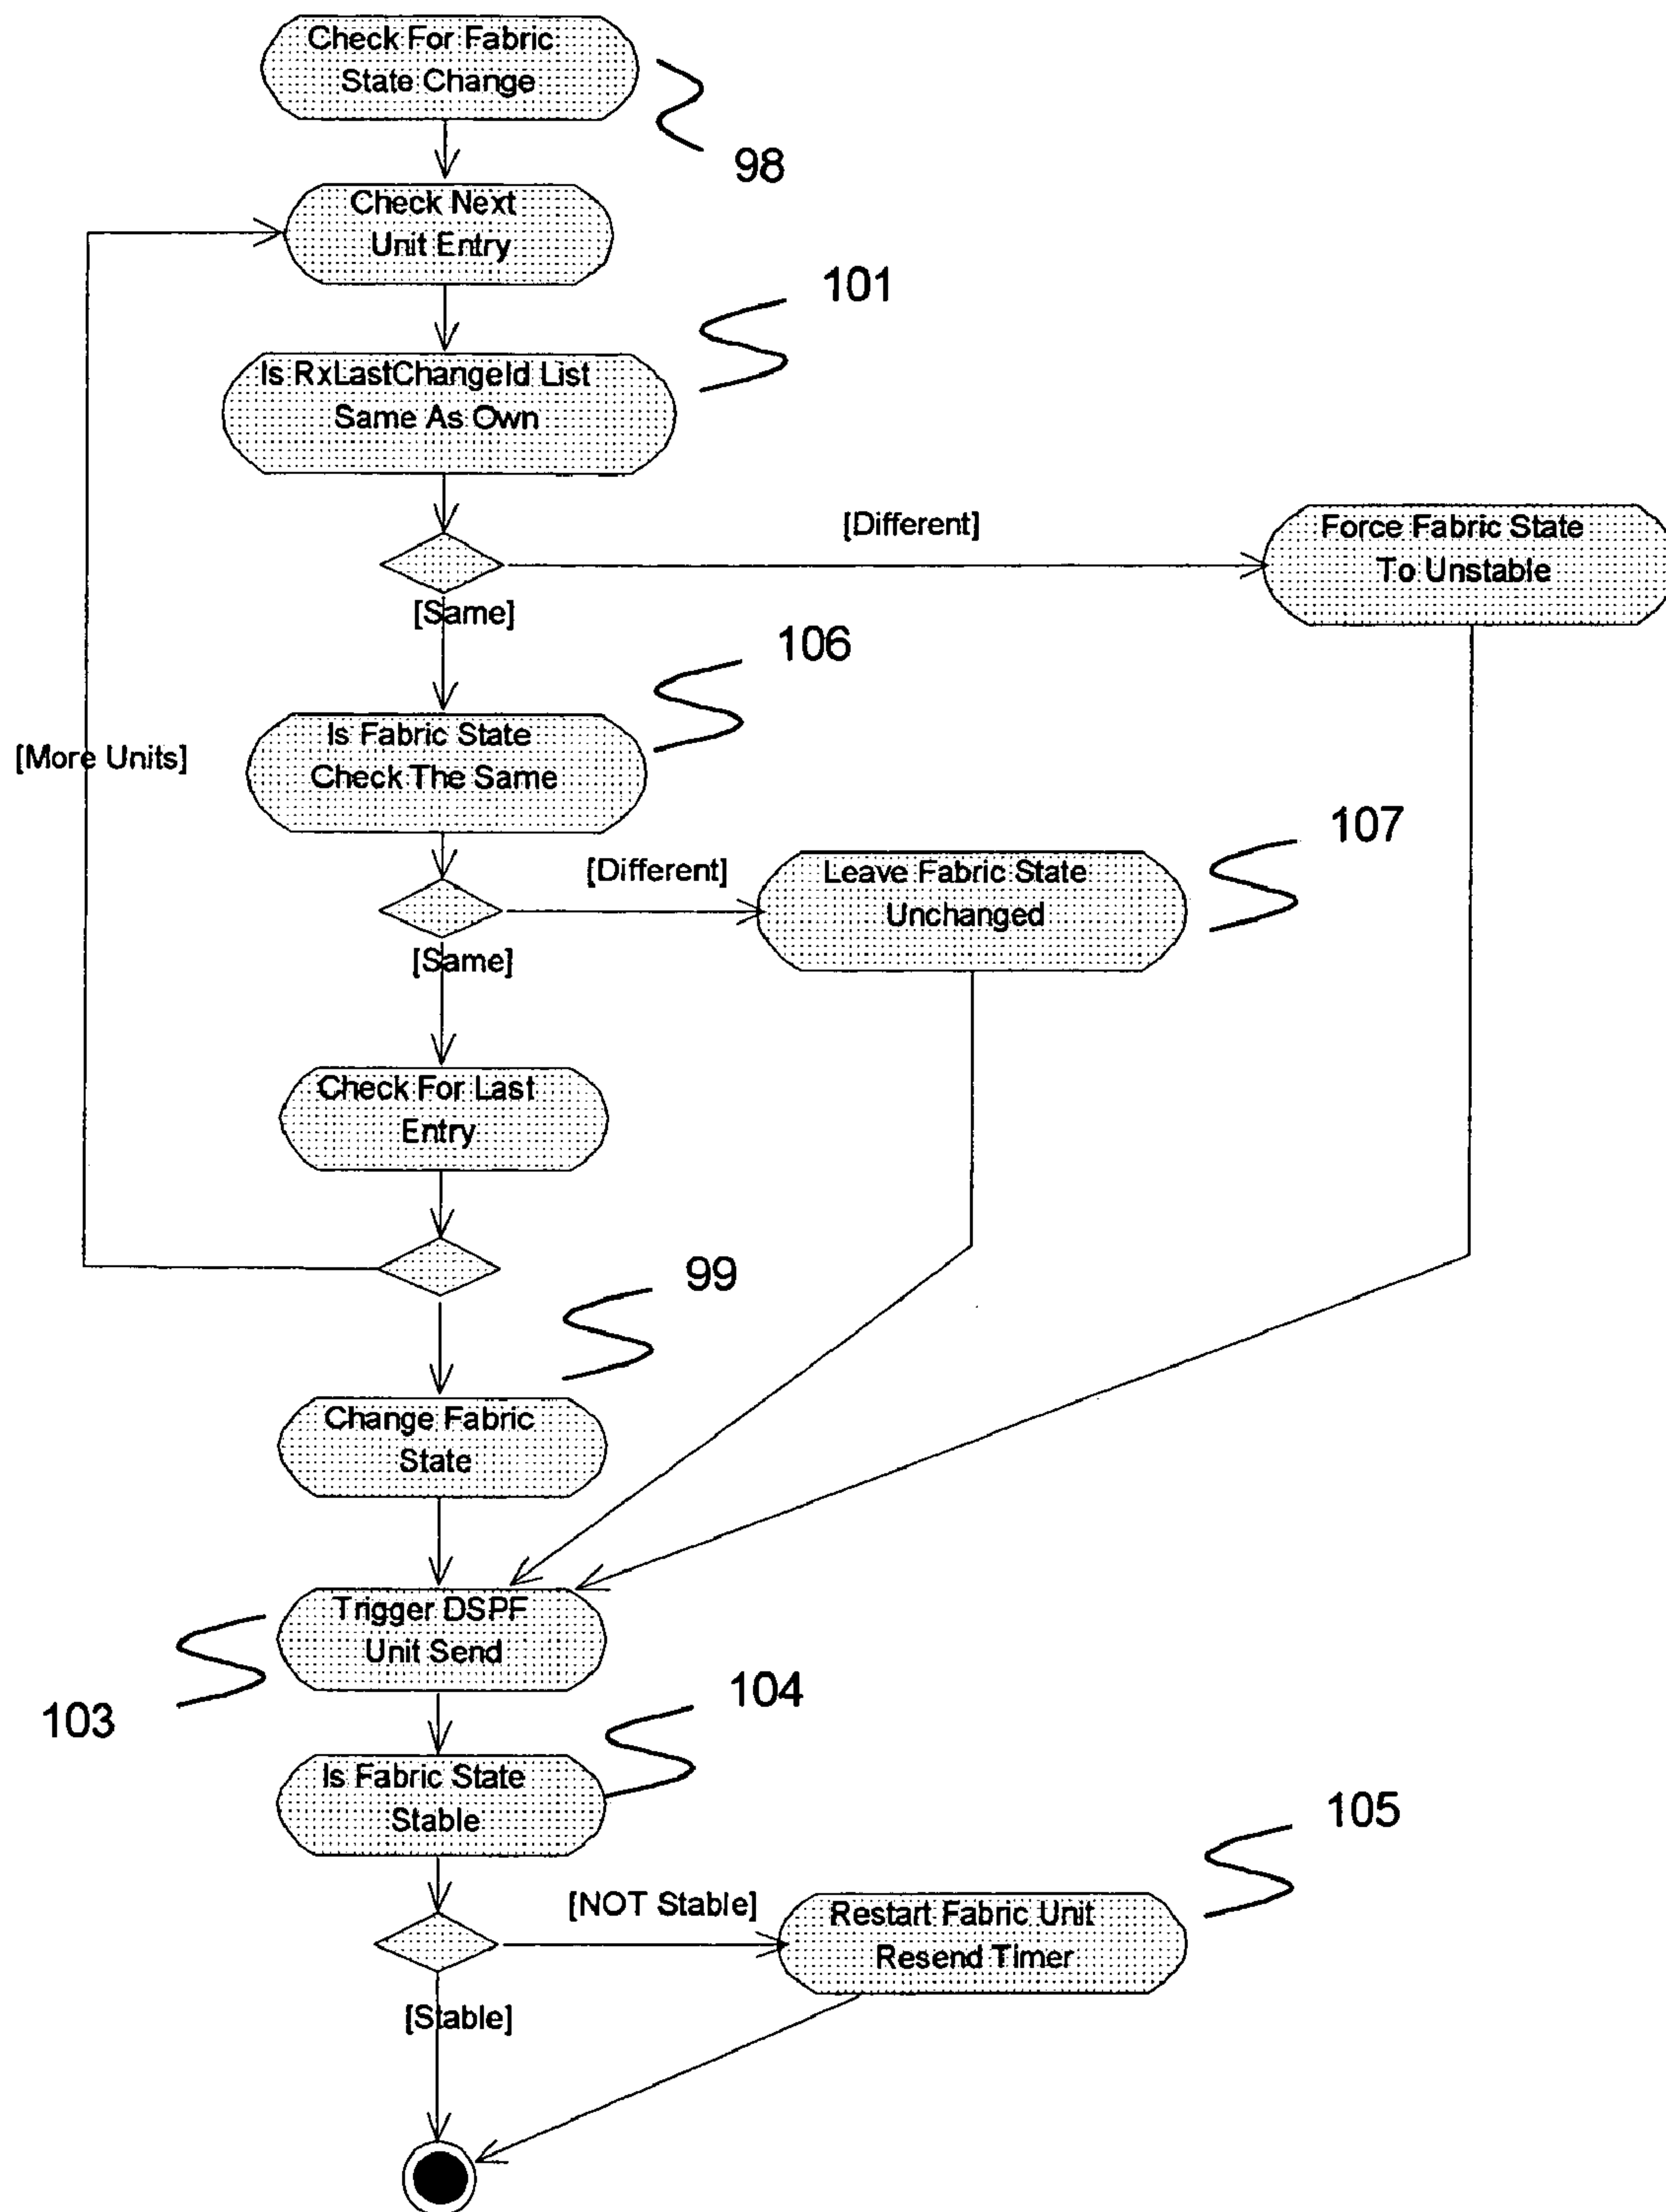 Check For Fabric
State Change
98
Check Next
Unit Entry
101
Is RxLastChangeId List
Same As Own
[Different]
Force Fabric State
To Unstable
[Same]
106
Is Fabric State
Check The Same
[More Units]
107
[Different]
Leave Fabric State
Unchanged
[Same]
Check For Last
Entry
99
Change Fabric
State
Trigger DSPF
Unit Send
103
104
Is Fabric State
Stable
105
[NOT Stable]
Restart Fabric Unit
Resend Timer
[Stable]